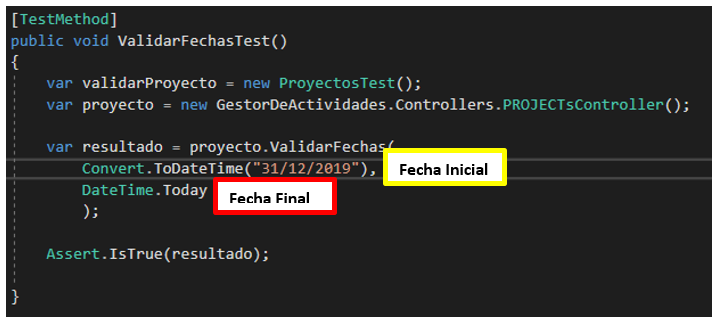 [TestMethod]
public void ValidarFechasTest()
{
var validarProyecto = new ProyectosTest();
var proyecto = new GestorDeActividades.Controllers.PROJECTsController();
var resultado = proyecto.ValidarFechas(
Convert.ToDateTime("31/12/2019"), Fecha Inicial
DateTime.Today Fecha Final
);
Assert.IsTrue(resultado);
}